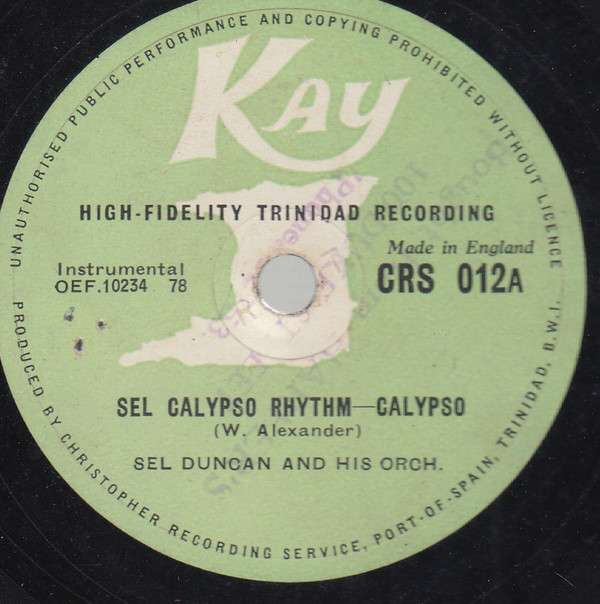 UNAUTHORISED PUBLIC PERFORMANCE AND COPYING PROHIBITED WITHOUT LICENCE
KAY
HIGH-FIDELITY TRINIDAD RECORDING
Made in England
Instrumental
OEF.10234 78
CRS 012A
SEL CALYPSO RHYTHM—CALYPSO
(W. Alexander)
SEL DUNCAN AND HIS ORCH.
PRODUCED BY CHRISTOPHER RECORDING SERVICE, PORT-OF-SPAIN, TRINIDAD, B.W.I.